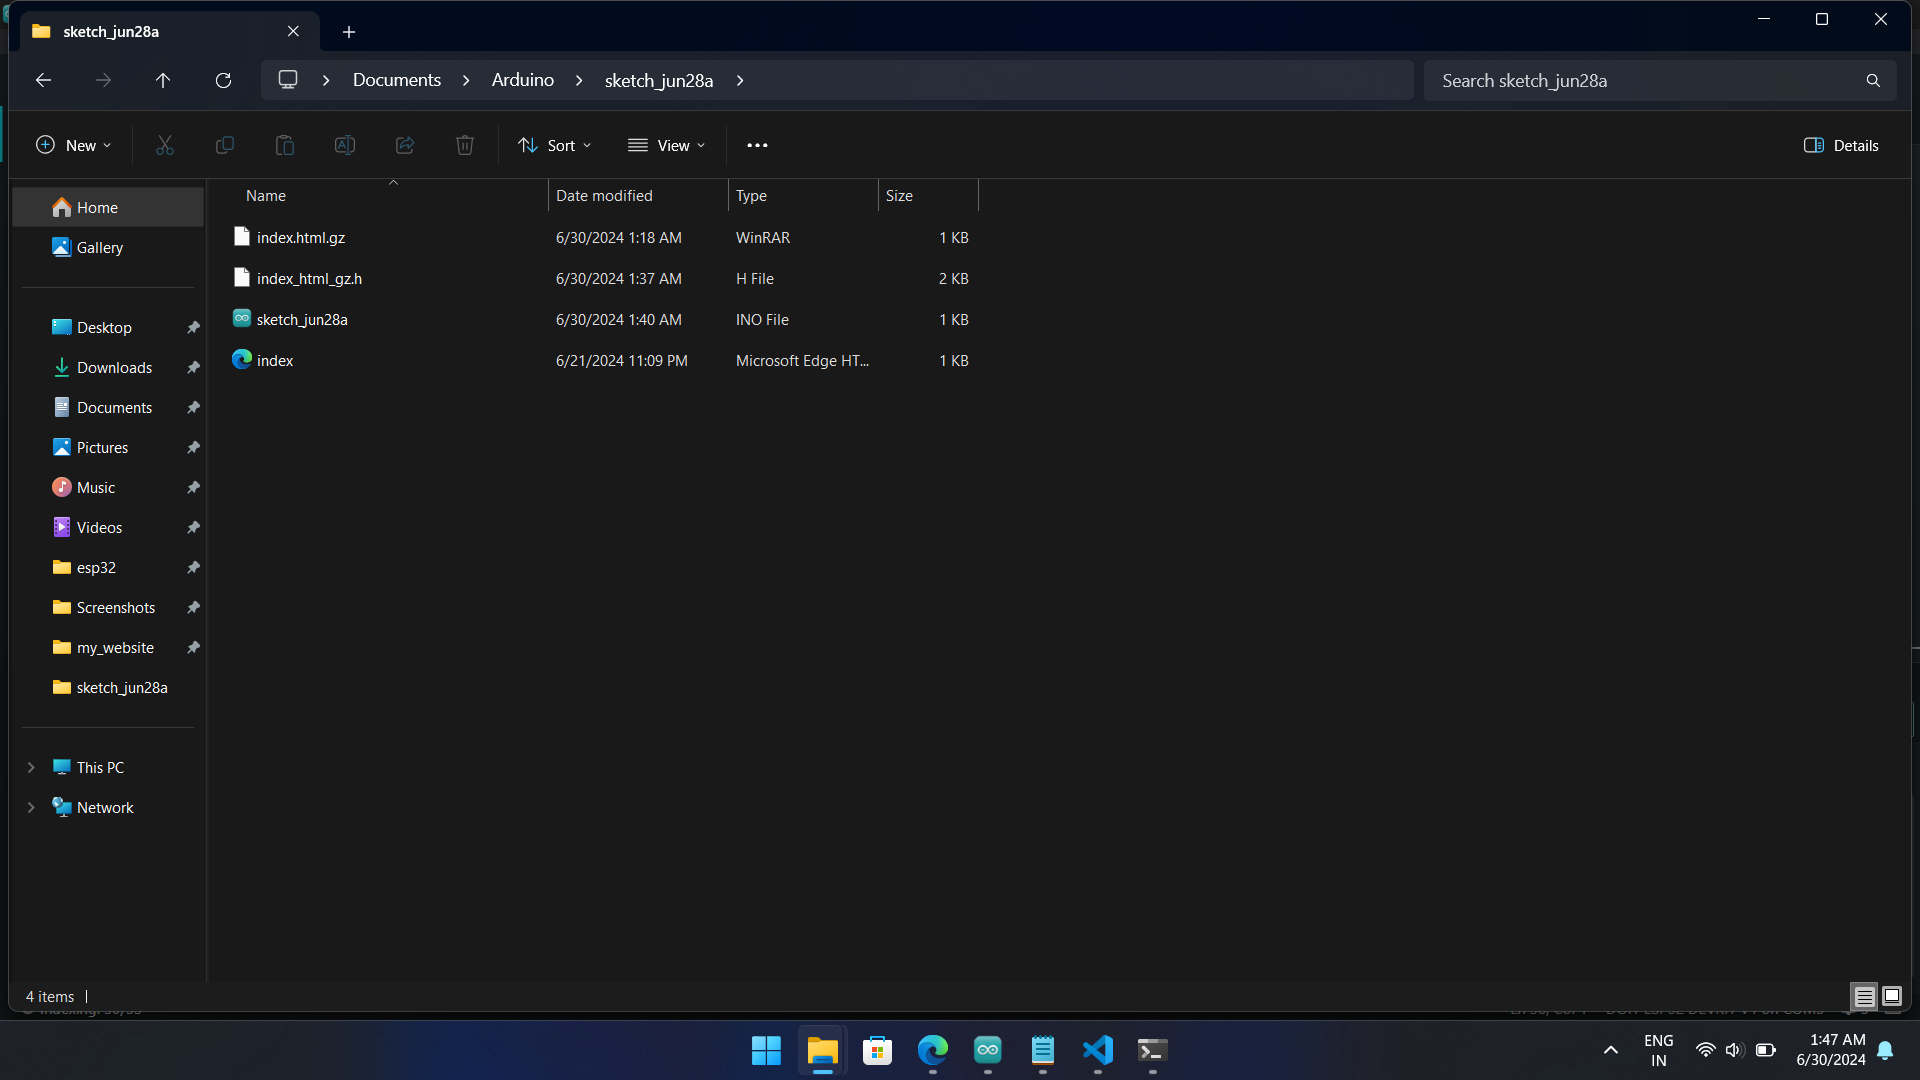 sketch_jun28a
Documents
Arduino
sketch_jun28a
Search sketch_jun28a
New
Sort
View
Details
Name
Date modified
Type
Size
index.html.gz 6/30/2024 1:18 AM WinRAR 1 KB
index_html_gz.h 6/30/2024 1:37 AM H File 2 KB
sketch_jun28a 6/30/2024 1:40 AM INO File 1 KB
index 6/21/2024 11:09 PM Microsoft Edge HT... 1 KB
Home
Gallery
Desktop
Downloads
Documents
Pictures
Music
Videos
esp32
Screenshots
my_website
sketch_jun28a
This PC
Network
4 items
ENG
IN
1:47 AM
6/30/2024